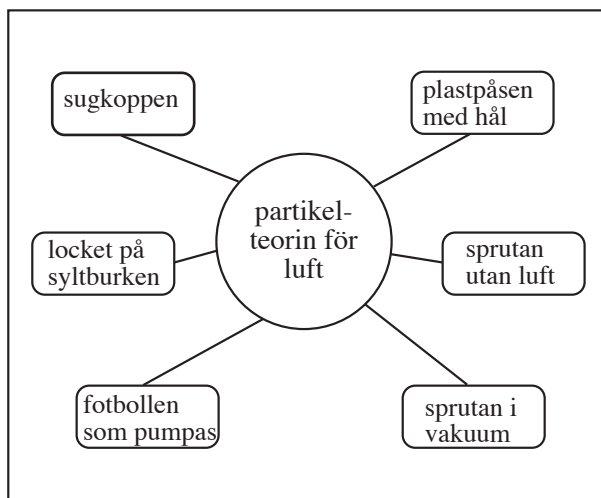 sugkoppen
plastpåsen
med hål
partikel-
teorin för
luft
locket på
syltburken
sprutan
utan luft
fotbollen
som pumpas
sprutan i
vakuum